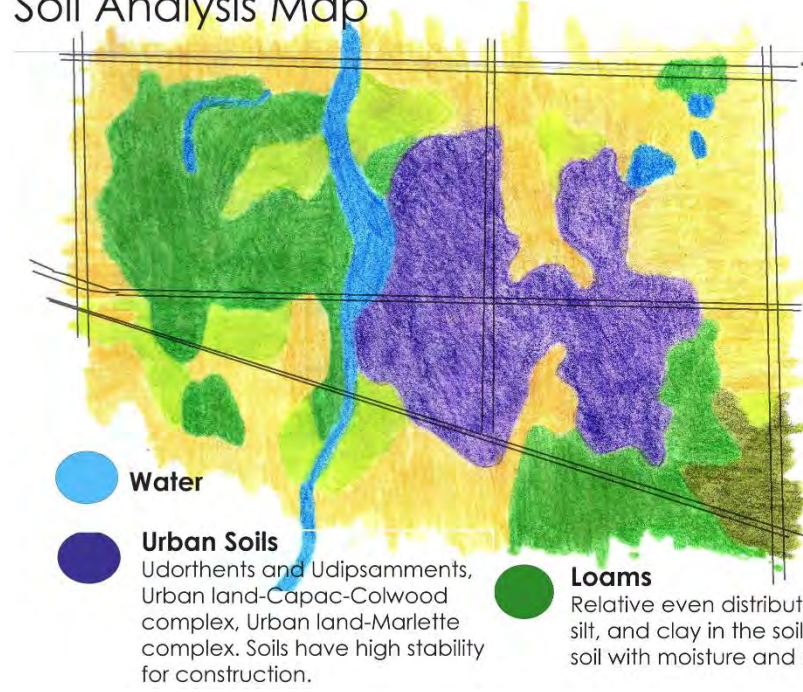 Soil Analysis Map
Water
Urban Soils
Udorthents and Udipsamments,
Urban land-Capac-Colwood
complex, Urban land-Marlette
complex. Soils have high stability
for construction.
Loams
Relative even distribut
silt, and clay in the soil
soil with moisture and